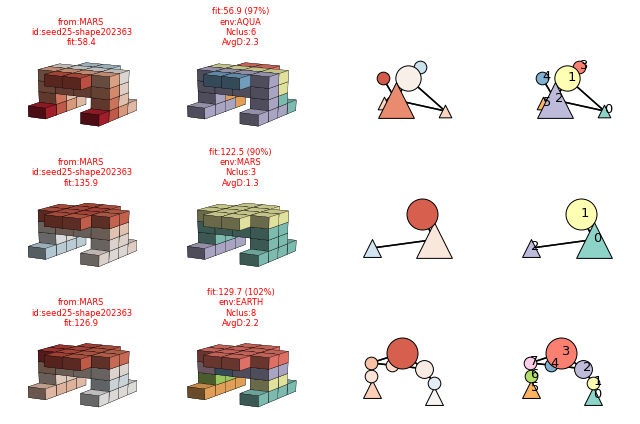 from:MARS
id:seed25-shape202363
fit:58.4
fit:56.9 (97%)
env:AQUA
Nclus:6
AvgD:2.3
3
4
1
2
5
0
from:MARS
id:seed25-shape202363
fit:135.9
fit:122.5 (90%)
env:MARS
Nclus:3
AvgD:1.3
1
0
2
from:MARS
id:seed25-shape202363
fit:126.9
fit:129.7 (102%)
env:EARTH
Nclus:8
AvgD:2.2
3
7
4
2
6
1
5
0